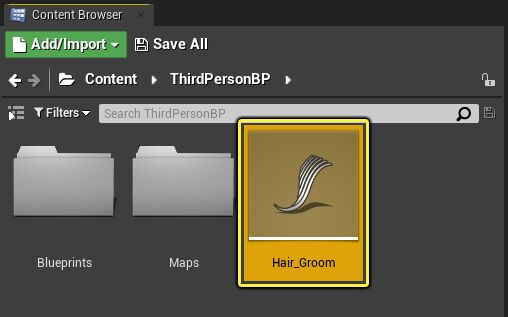 Content Browser
Add/Import Save All
Content ThirdPersonBP
Filters Search ThirdPersonBP
Blueprints Maps Hair_Groom